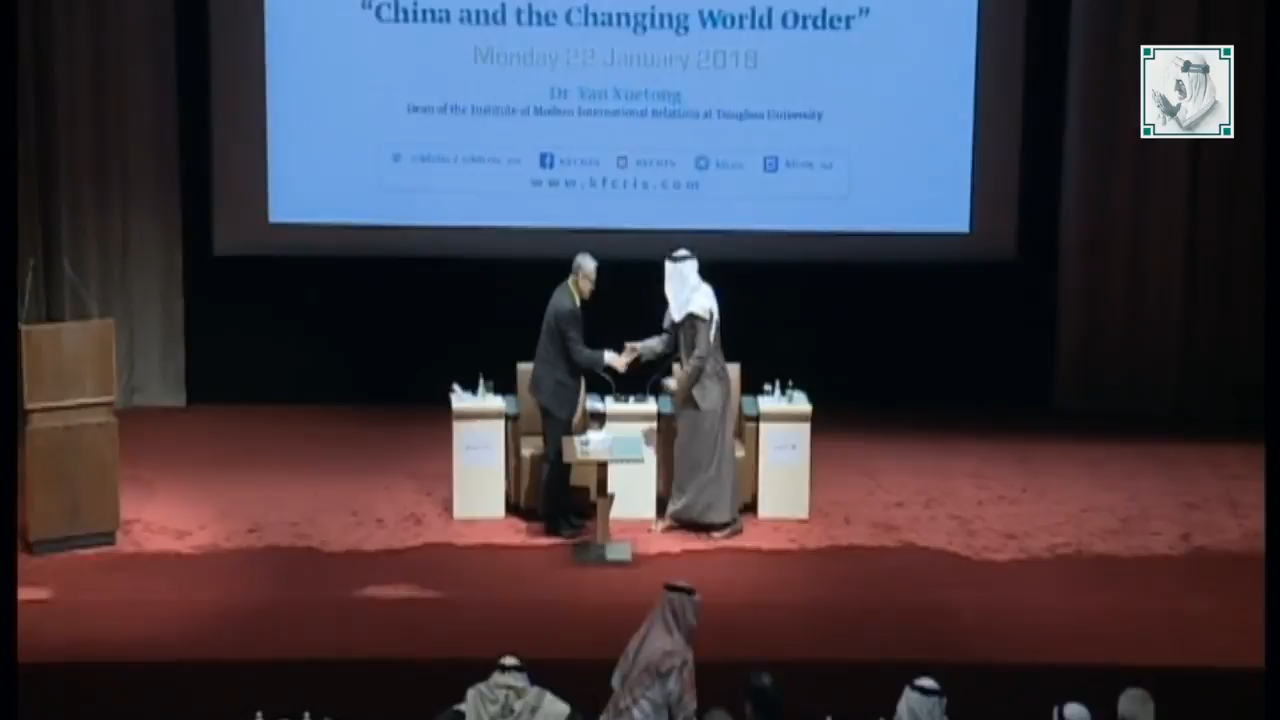 “China and the Changing World Order”
Monday 22 January 2018
Dr. Yan Xuetong
Dean of the Institute of Modern International Relations at Tsinghua University
www.kfcris.com